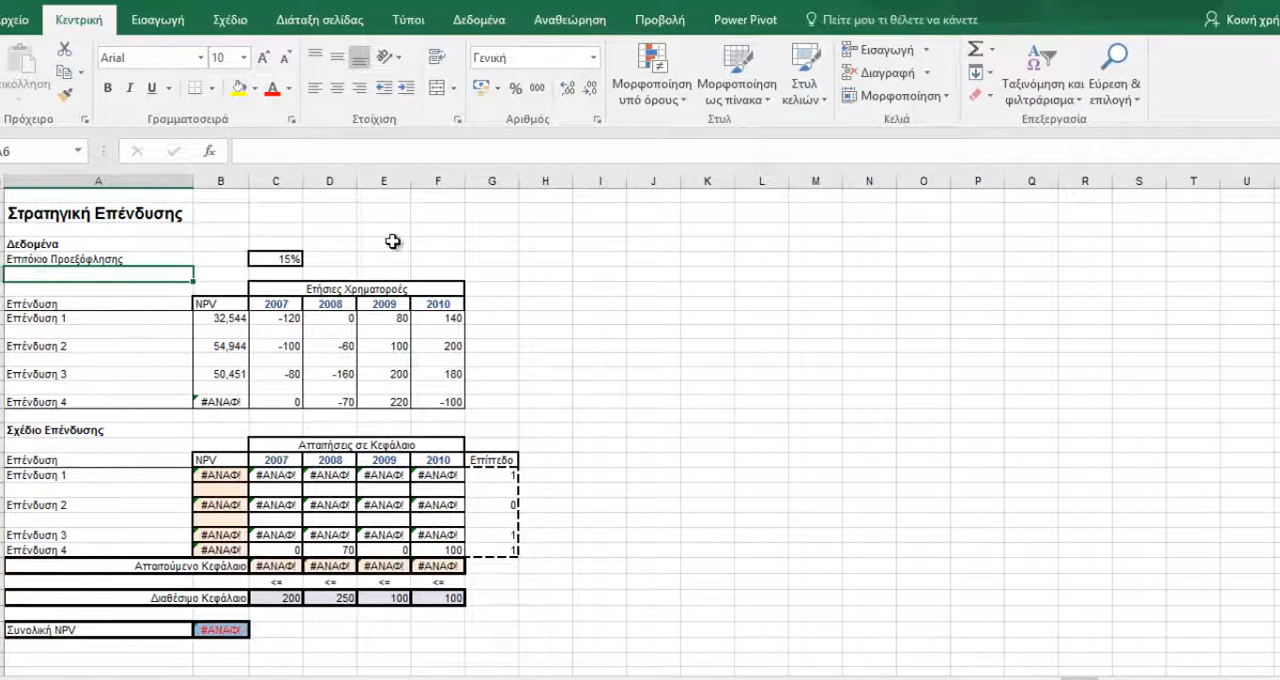 ρχείο Κεντρική Εισαγωγή Σχέδιο Διάταξη σελίδας Τύποι Δεδομένα Αναθεώρηση Προβολή Power Pivot Πείτε μου τι θέλετε να κάνετε Κοινή χρή
Arial 10 Γενική
ικόλληση
Πρόχειρο Γραμματοσειρά Στοίχιση Αριθμός Στυλ Κελιά Επεξεργασία
Μορφοποίηση υπό όρους
Μορφοποίηση ως πίνακα
Στυλ κελιών
Εισαγωγή
Διαγραφή
Μορφοποίηση
Ταξινόμηση και φιλτράρισμα
Εύρεση & επιλογή
A6 fx
A B C D E F G H I J K L M N O P Q R S T U
Στρατηγική Επένδυσης
Δεδομένα
Επιτόκιο Προεξόφλησης 15%
Ετήσιες Χρηματοροές
Επένδυση NPV 2007 2008 2009 2010
Επένδυση 1 32,544 -120 0 80 140
Επένδυση 2 54,944 -100 -60 100 200
Επένδυση 3 50,451 -80 -160 200 180
Επένδυση 4 #ΑΝΑΦ! 0 -70 220 -100
Σχέδιο Επένδυσης
Απαιτήσεις σε Κεφάλαιο
Επένδυση NPV 2007 2008 2009 2010 Επίπεδο
Επένδυση 1 #ΑΝΑΦ! #ΑΝΑΦ! #ΑΝΑΦ! #ΑΝΑΦ! #ΑΝΑΦ! 1
Επένδυση 2 #ΑΝΑΦ! #ΑΝΑΦ! #ΑΝΑΦ! #ΑΝΑΦ! #ΑΝΑΦ! 0
Επένδυση 3 #ΑΝΑΦ! #ΑΝΑΦ! #ΑΝΑΦ! #ΑΝΑΦ! #ΑΝΑΦ! 1
Επένδυση 4 #ΑΝΑΦ! 0 70 0 100 1
Απαιτούμενο Κεφάλαιο #ΑΝΑΦ! #ΑΝΑΦ! #ΑΝΑΦ! #ΑΝΑΦ!
<= <= <= <=
Διαθέσιμο Κεφάλαιο 200 250 100 100
Συνολική NPV #ΑΝΑΦ!